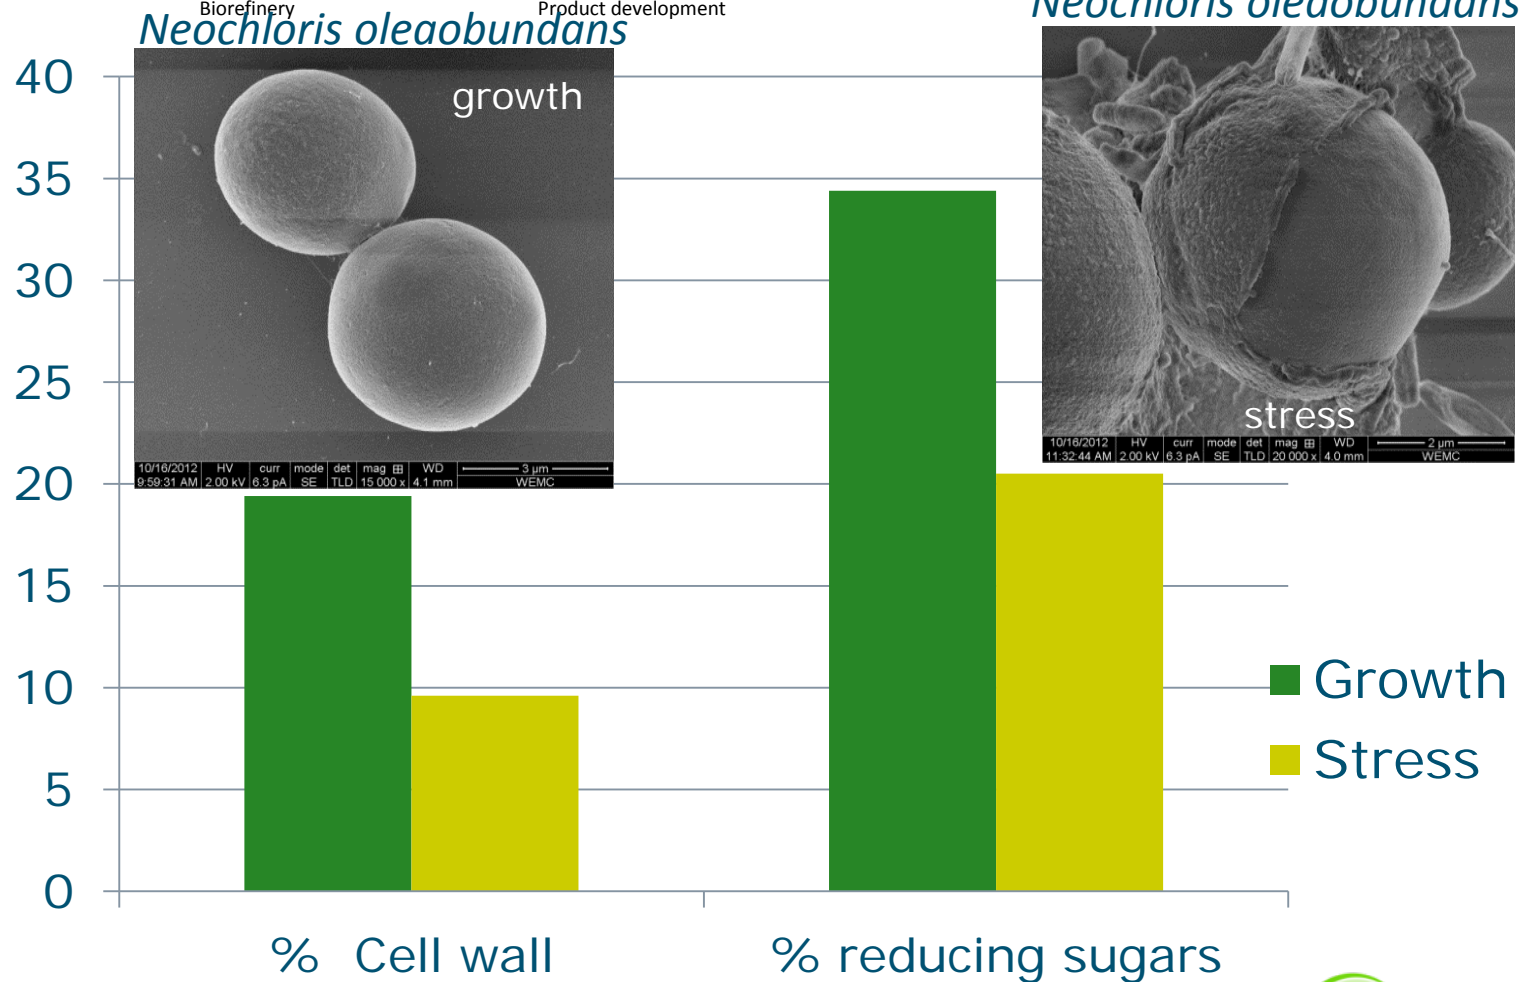 Biorefinery
Product development
Neochloris oleaobundans
Neochloris oleaobundans
40
35
30
25
20
15
10
5
0
growth
10/16/2012 HV curr mode det mag WD 3 µm
9:59:31 AM 2.00 kV 6.3 pA SE TLD 15 000 x 4.1 mm WEMC
stress
10/16/2012 HV curr mode det mag WD 2 µm
11:32:44 AM 2.00 kV 6.3 pA SE TLD 20 000 x 4.0 mm WEMC
Growth
Stress
% Cell wall
% reducing sugars